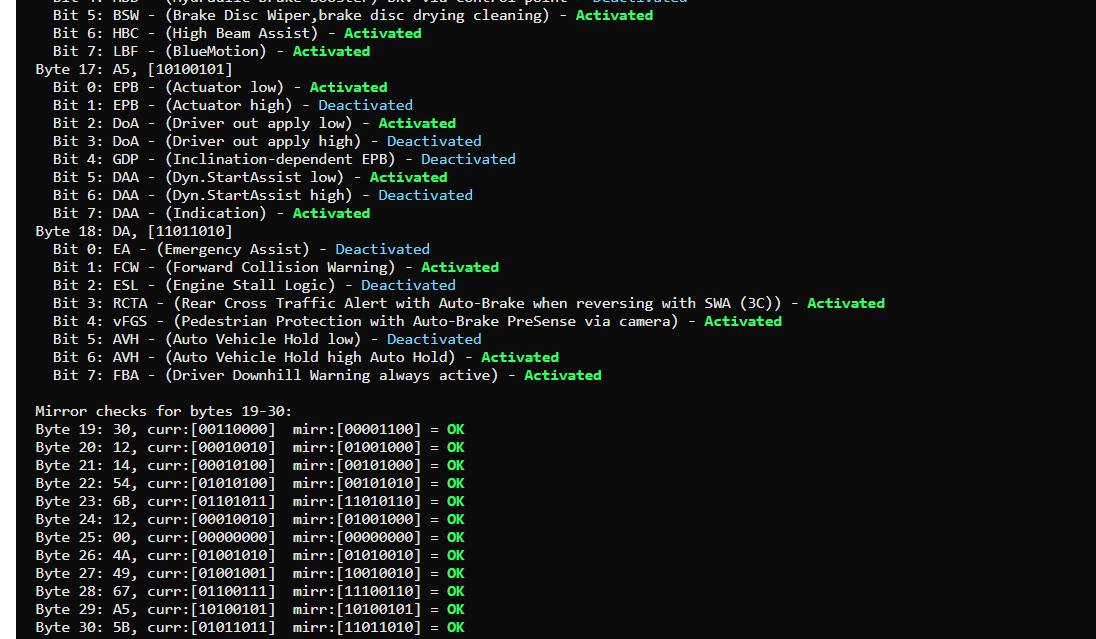 Bit 5: BSW - (Brake Disc Wiper,brake disc drying cleaning) - Activated
Bit 6: HBC - (High Beam Assist) - Activated
Bit 7: LBF - (BlueMotion) - Activated
Byte 17: A5, [10100101]
Bit 0: EPB - (Actuator low) - Activated
Bit 1: EPB - (Actuator high) - Deactivated
Bit 2: DoA - (Driver out apply low) - Activated
Bit 3: DoA - (Driver out apply high) - Deactivated
Bit 4: GDP - (Inclination-dependent EPB) - Deactivated
Bit 5: DAA - (Dyn.StartAssist low) - Activated
Bit 6: DAA - (Dyn.StartAssist high) - Deactivated
Bit 7: DAA - (Indication) - Activated
Byte 18: DA, [11011010]
Bit 0: EA - (Emergency Assist) - Deactivated
Bit 1: FCW - (Forward Collision Warning) - Activated
Bit 2: ESL - (Engine Stall Logic) - Deactivated
Bit 3: RCTA - (Rear Cross Traffic Alert with Auto-Brake when reversing with SWA (3C)) - Activated
Bit 4: vFGS - (Pedestrian Protection with Auto-Brake PreSense via camera) - Activated
Bit 5: AVH - (Auto Vehicle Hold low) - Deactivated
Bit 6: AVH - (Auto Vehicle Hold high Auto Hold) - Activated
Bit 7: FBA - (Driver Downhill Warning always active) - Activated
Mirror checks for bytes 19-30:
Byte 19: 30, curr:[00110000]  mirr:[00001100] = OK
Byte 20: 12, curr:[00010010]  mirr:[01001000] = OK
Byte 21: 14, curr:[00010100]  mirr:[00101000] = OK
Byte 22: 54, curr:[01010100]  mirr:[00101010] = OK
Byte 23: 6B, curr:[01101011]  mirr:[11010110] = OK
Byte 24: 12, curr:[00010010]  mirr:[01001000] = OK
Byte 25: 00, curr:[00000000]  mirr:[00000000] = OK
Byte 26: 4A, curr:[01001010]  mirr:[01010010] = OK
Byte 27: 49, curr:[01001001]  mirr:[10010010] = OK
Byte 28: 67, curr:[01100111]  mirr:[11100110] = OK
Byte 29: A5, curr:[10100101]  mirr:[10100101] = OK
Byte 30: 5B, curr:[01011011]  mirr:[11011010] = OK